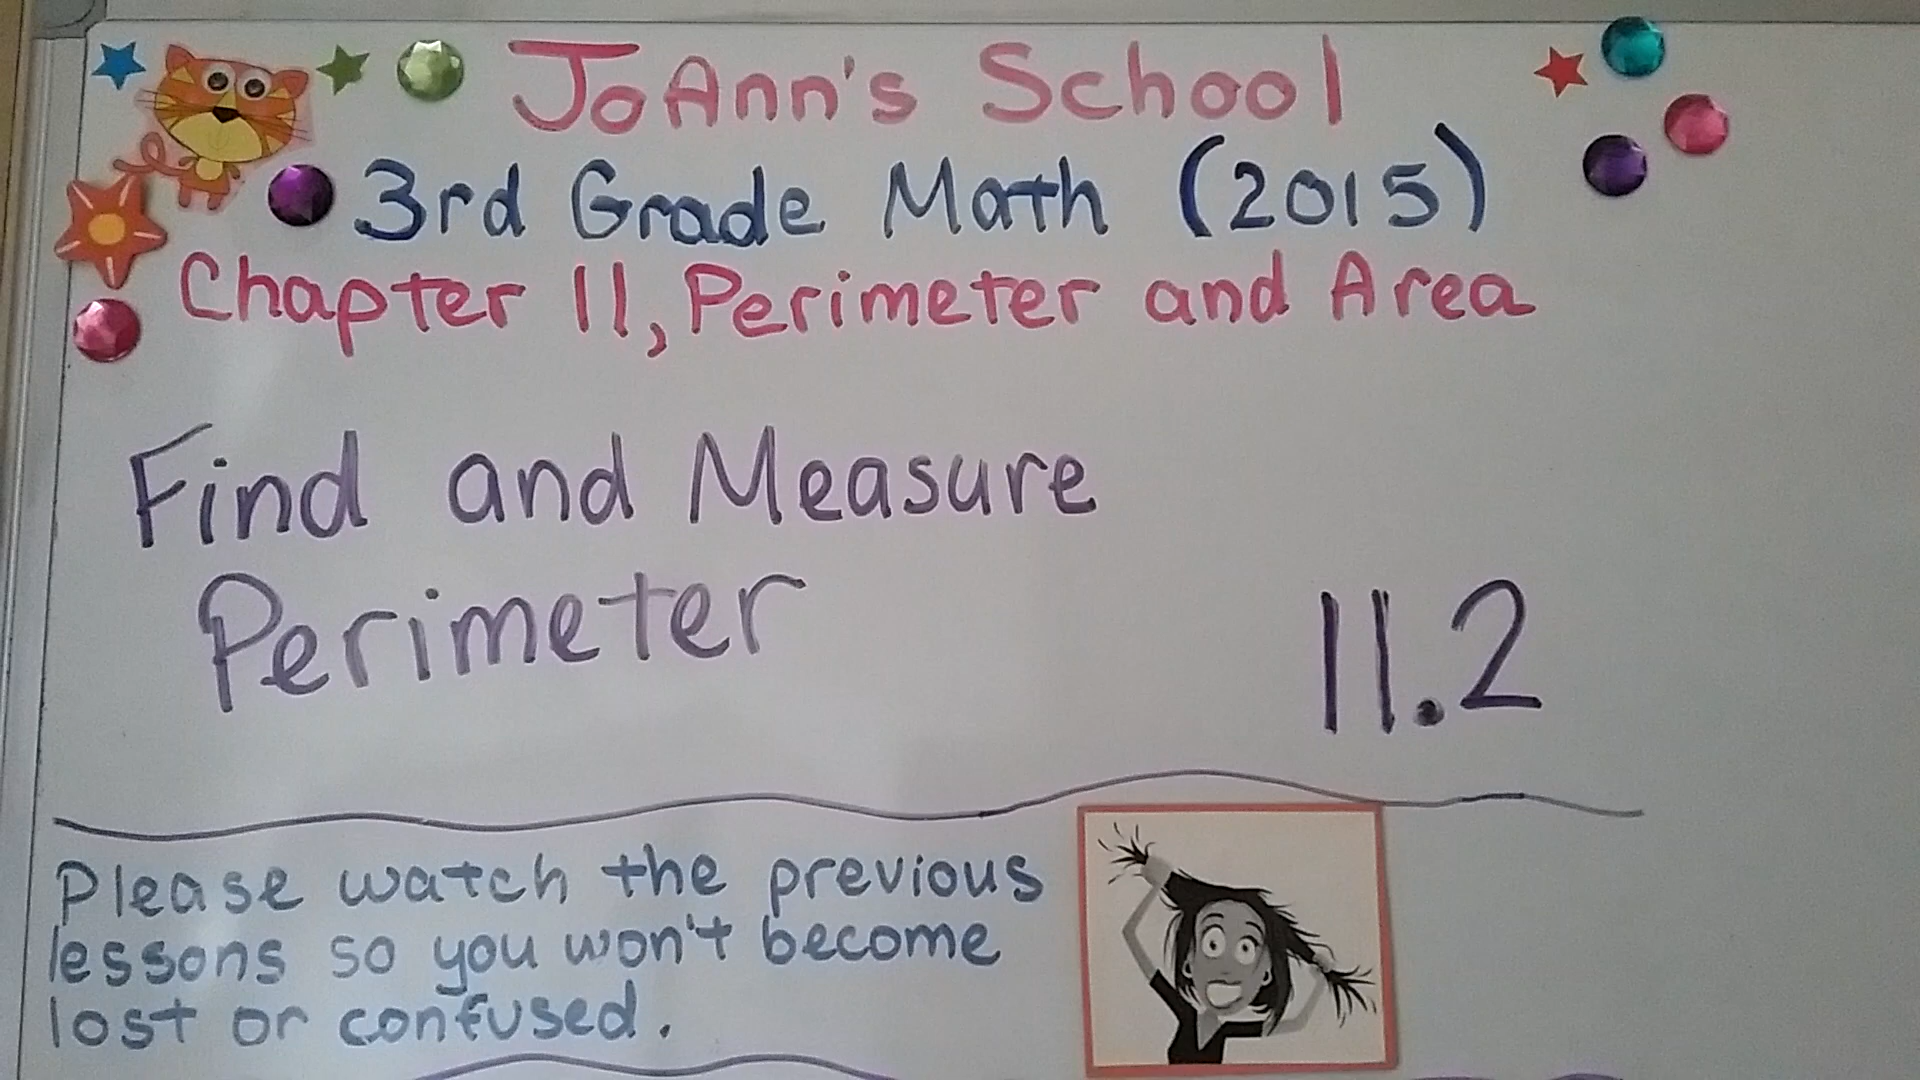 JoAnn's School
3rd Grade Math (2015)
Chapter 11, Perimeter and Area
Find and Measure
Perimeter
11.2
Please watch the previous
lessons so you won't become
lost or confused.